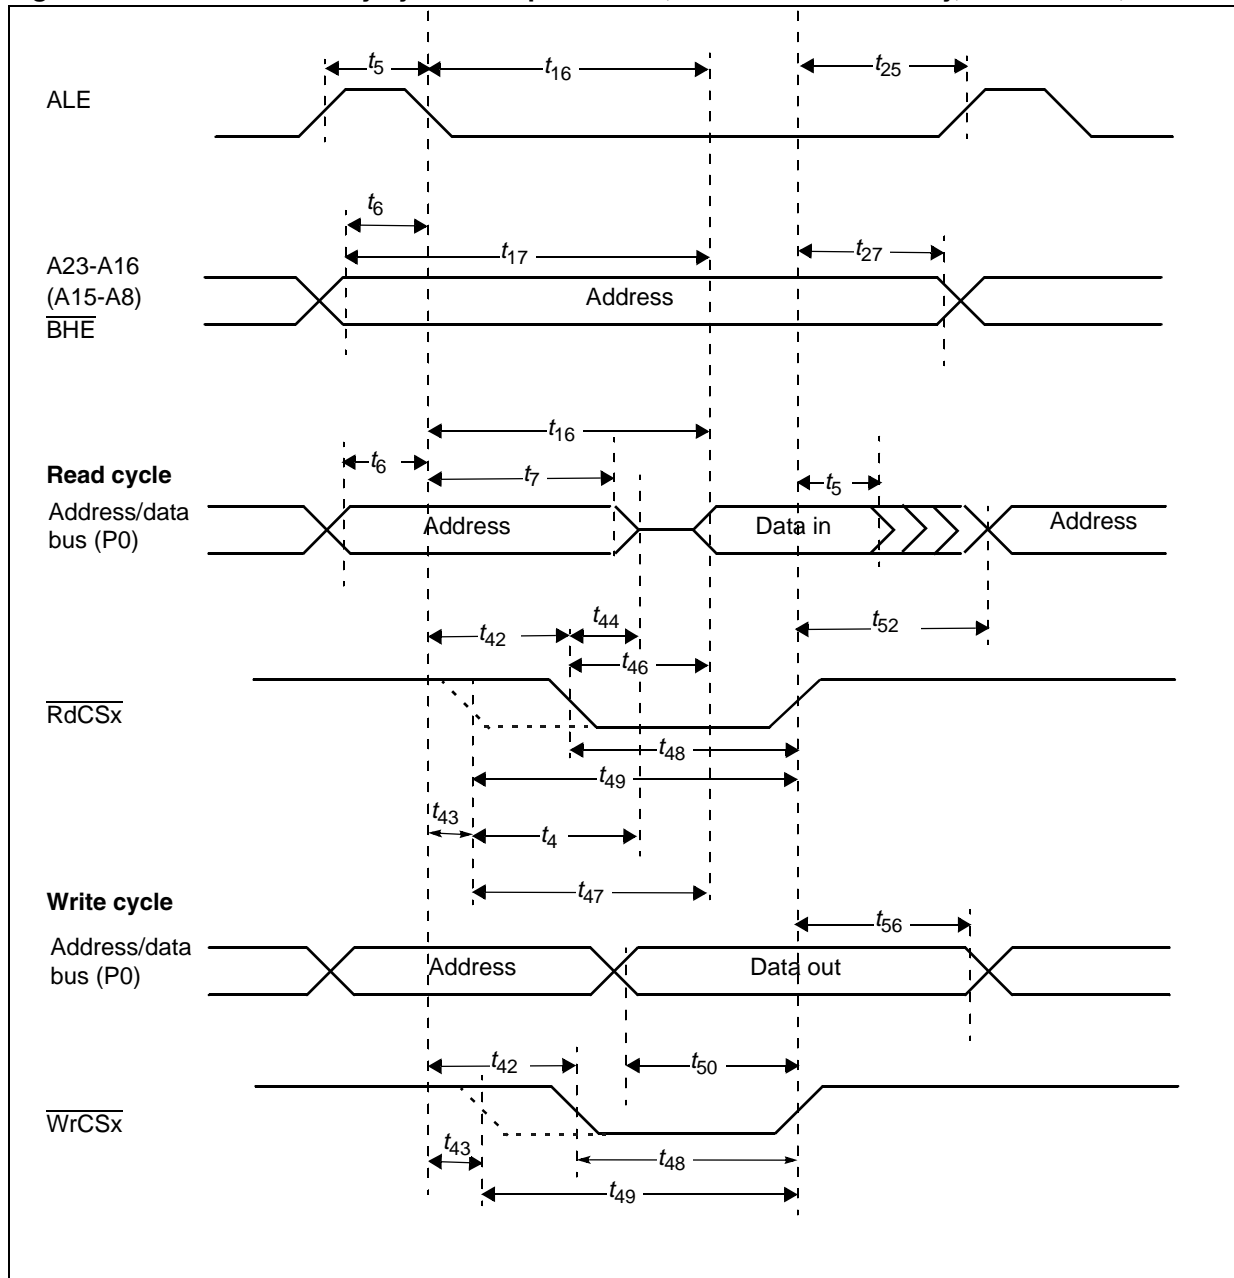 t5
t16
t25
ALE
t6
t17
t27
A23-A16
(A15-A8)
BHE
Address
t16
t6
t7
t5
Read cycle
Address/data
bus (P0)
Address
Data in
Address
t42
t44
t52
t46
RdCSx
t48
t49
t43
t4
t47
Write cycle
t56
Address/data
bus (P0)
Address
Data out
t42
t50
WrCSx
t43
t48
t49